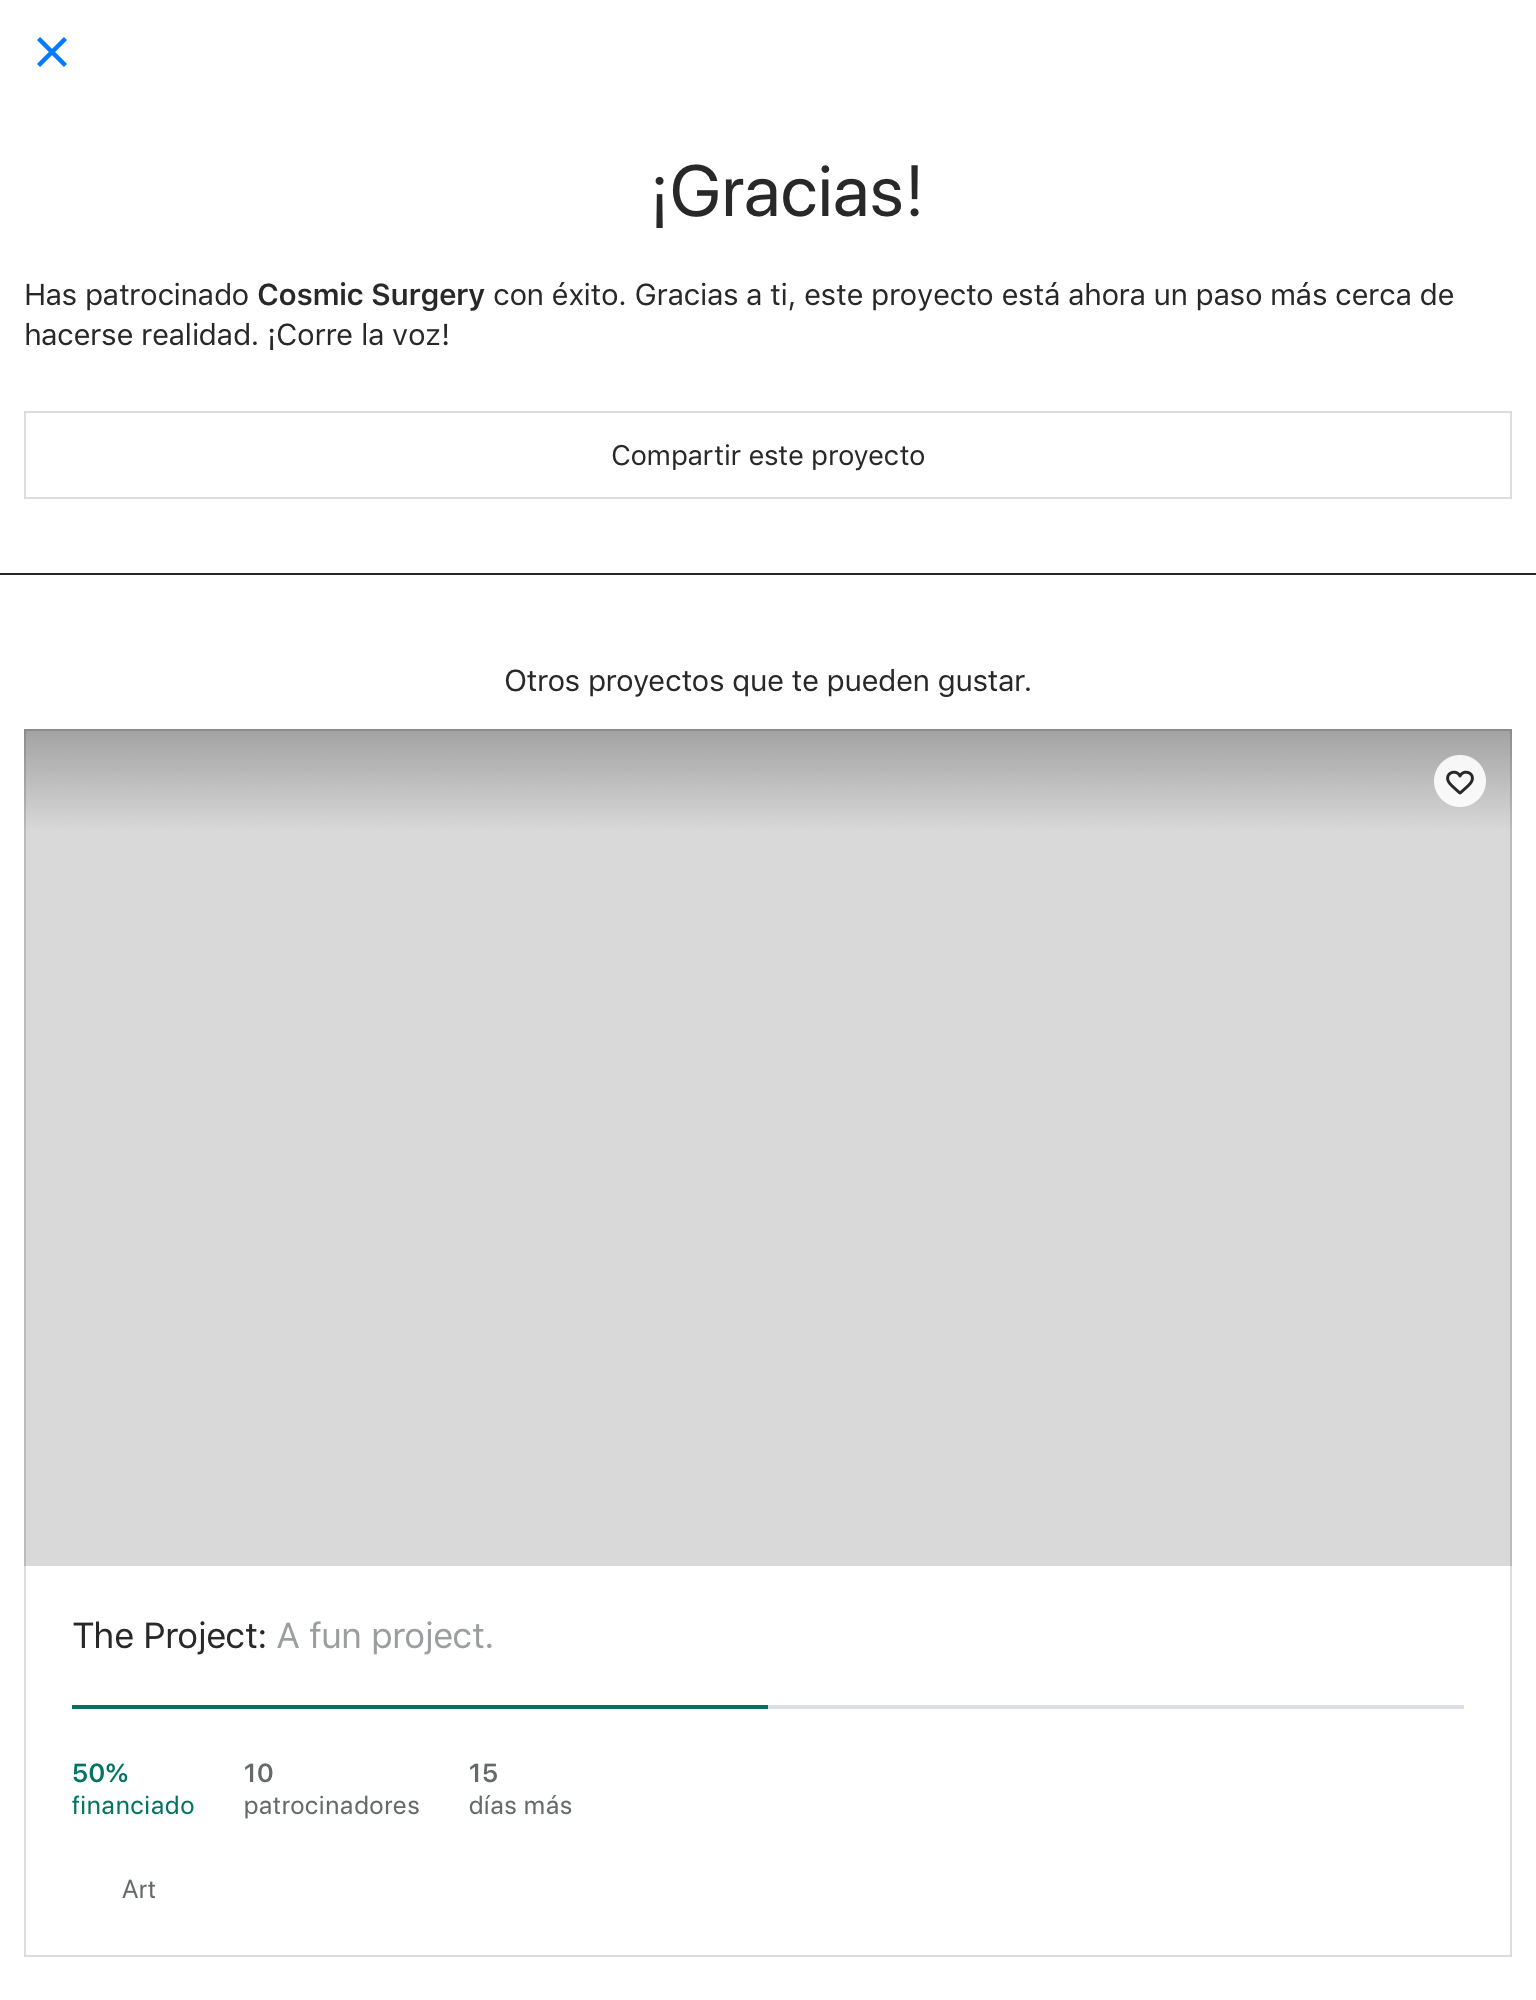 ¡Gracias!
Has patrocinado Cosmic Surgery con éxito. Gracias a ti, este proyecto está ahora un paso más cerca de
hacerse realidad. ¡Corre la voz!
Compartir este proyecto
Otros proyectos que te pueden gustar.
The Project: A fun project.
50% 10 15
financiado patrocinadores días más
Art